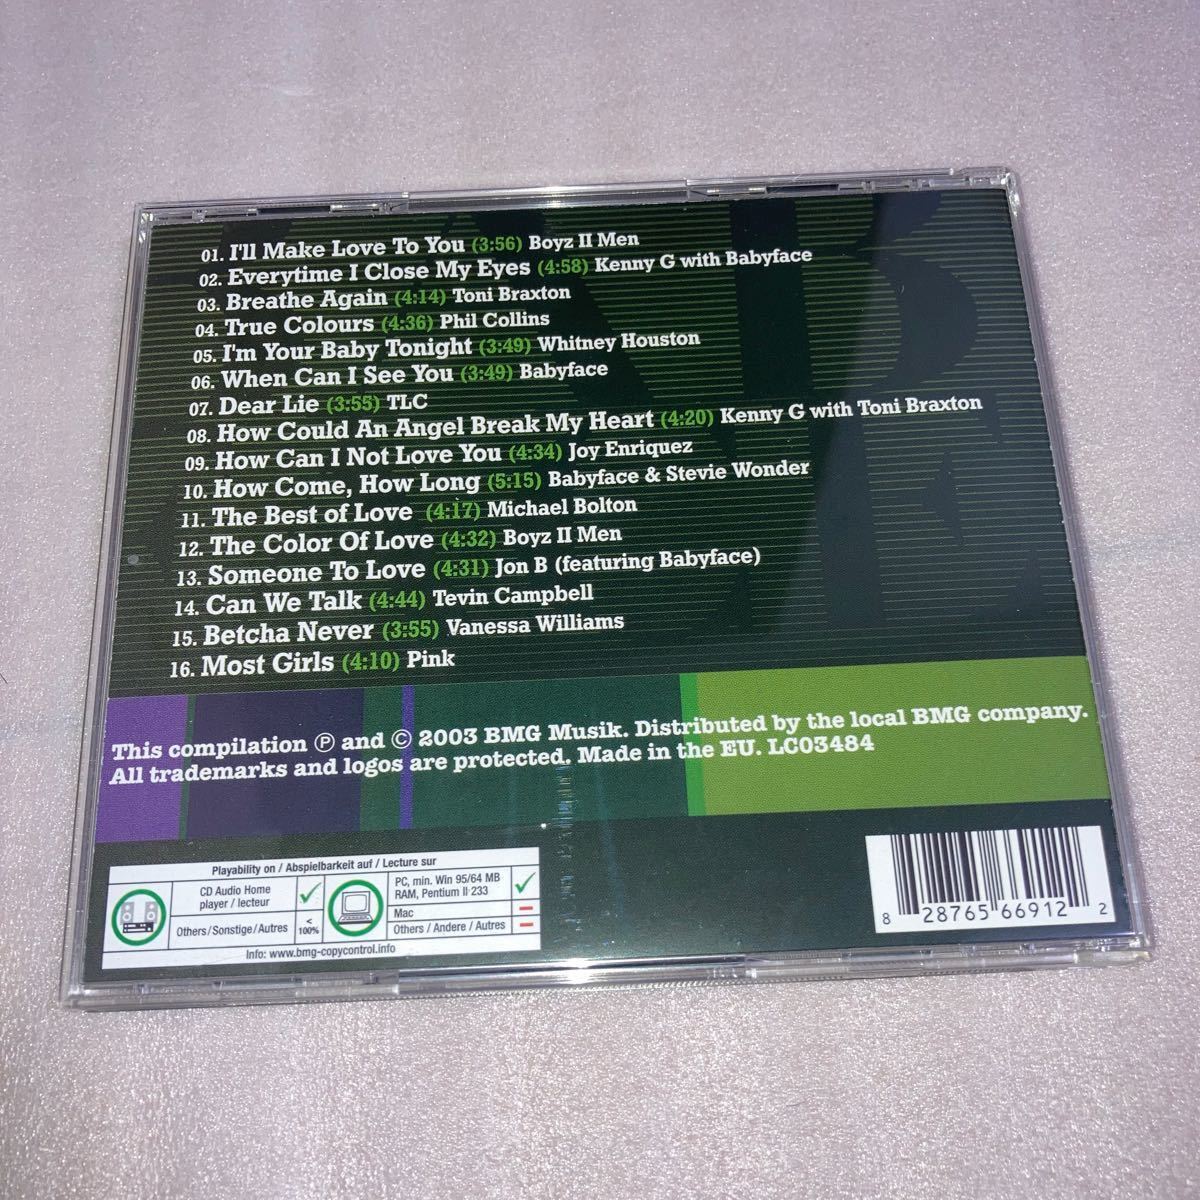 01. I'll Make Love To You (3:56) Boyz II Men
02. Everytime I Close My Eyes (4:58) Kenny G with Babyface
03. Breathe Again (4:14) Toni Braxton
04. True Colours (4:36) Phil Collins
05. I'm Your Baby Tonight (3:49) Whitney Houston
06. When Can I See You (3:49) Babyface
07. Dear Lie (3:55) TLC
08. How Could An Angel Break My Heart (4:20) Kenny G with Toni Braxton
09. How Can I Not Love You (4:34) Joy Enriquez
10. How Come, How Long (5:15) Babyface & Stevie Wonder
11. The Best of Love (4:17) Michael Bolton
12. The Color Of Love (4:32) Boyz II Men
13. Someone To Love (4:31) Jon B (featuring Babyface)
14. Can We Talk (4:44) Tevin Campbell
15. Betcha Never (3:55) Vanessa Williams
16. Most Girls (4:10) Pink
This compilation Ⓟ and © 2003 BMG Musik. Distributed by the local BMG company.
All trademarks and logos are protected. Made in the EU. LC03484
Playability on / Abspielbarkeit auf / Lecture sur
CD Audio Home
player / lecteur
Others / Sonstige / Autres
<
100%
PC, min. Win 95/64 MB
RAM, Pentium II 233
Mac
Others / Andere / Autres
Info: www.bmg-copycontrol.info
8 28765 66912 2